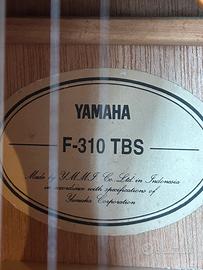 YAMAHA
F-310 TBS
Made by Y.M.M.I Co. Ltd. in Indonesia
in accordance with specifications of
Yamaha Corporation